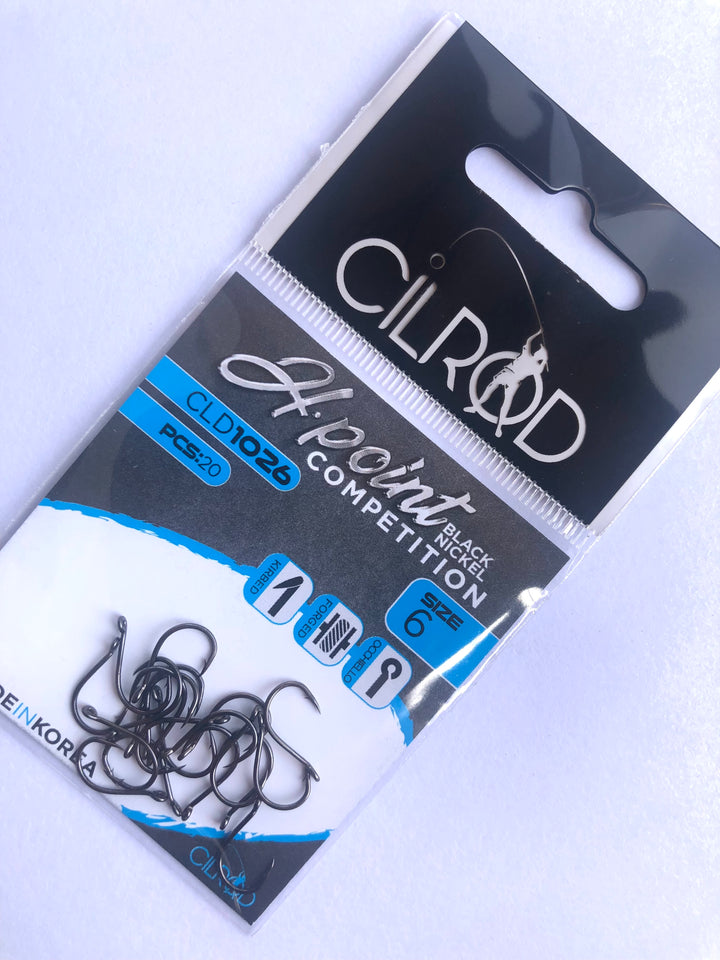 CILROD
H.point
COMPETITION
BLACK
NICKEL
CLD1026
PCS:20
SIZE
6
KIRBED
FORGED
OCCHIELLO
DEINKOREA
CILROD